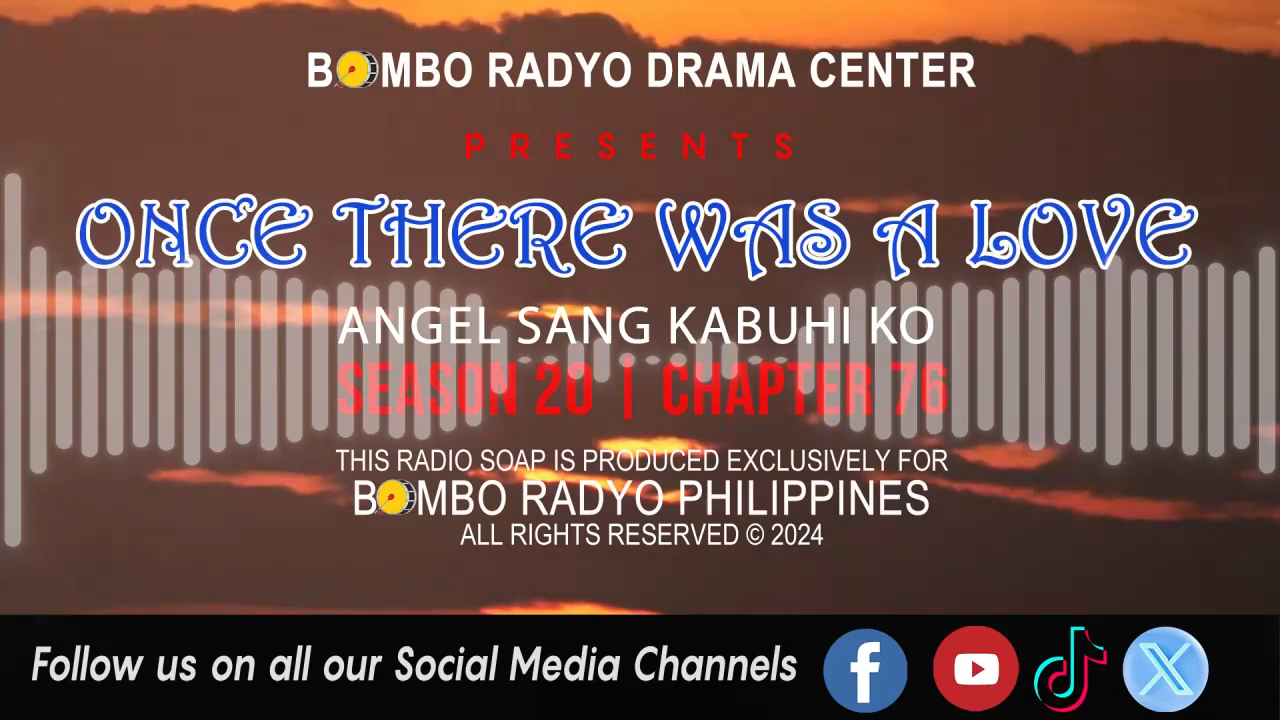 BOMBO RADYO DRAMA CENTER
PRESENTS
ONCE THERE WAS A LOVE
ANGEL SANG KABUHI KO
SEASON 20 | CHAPTER 76
THIS RADIO SOAP IS PRODUCED EXCLUSIVELY FOR
BOMBO RADYO PHILIPPINES
ALL RIGHTS RESERVED © 2024
Follow us on all our Social Media Channels